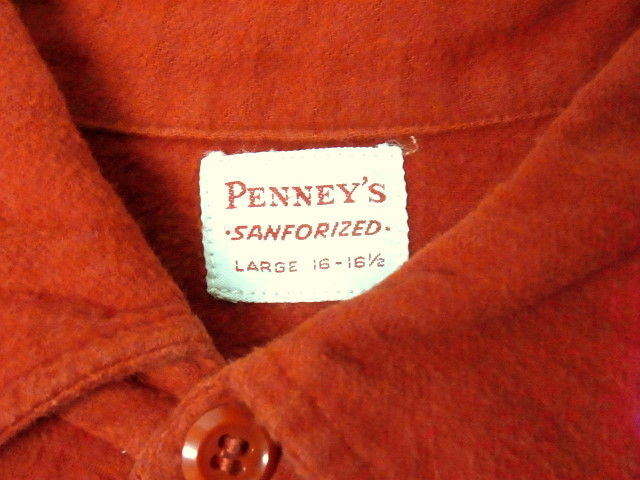 PENNEY'S
·SANFORIZED·
LARGE 16-16½